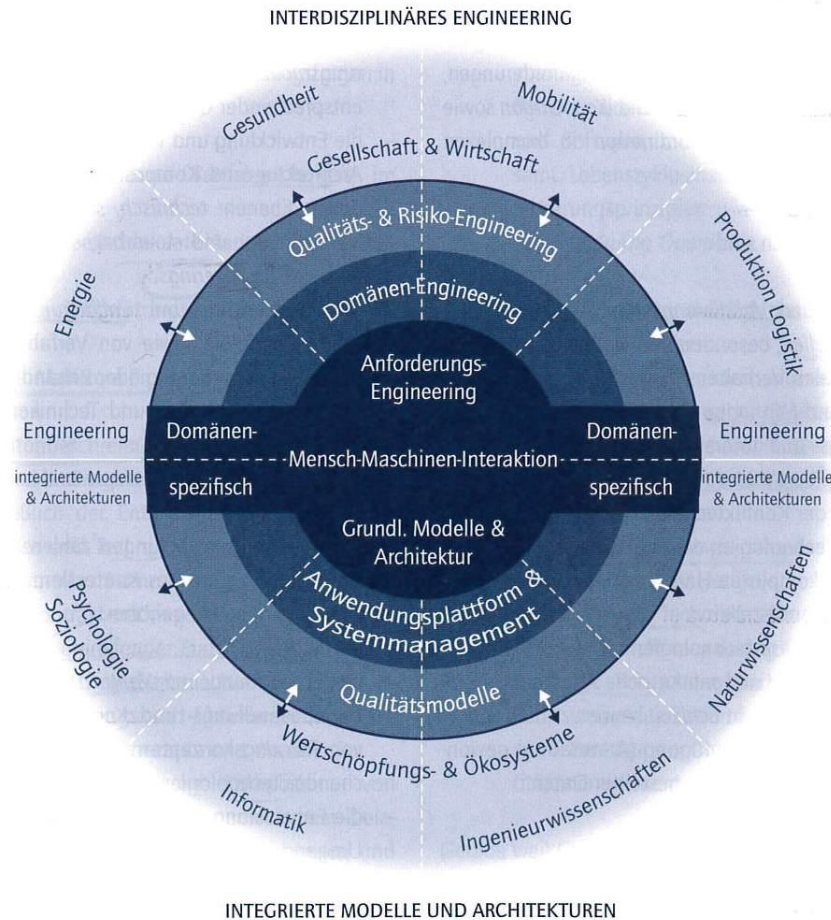 INTERDISZIPLINÄRES ENGINEERING
Gesundheit
Mobilität
Gesellschaft & Wirtschaft
Energie
Produktion Logistik
Qualitäts- & Risiko-Engineering
Domänen-Engineering
Anforderungs-
Engineering
Engineering
Domänen-
Domänen-
Engineering
Mensch-Maschinen-Interaktion
integrierte Modelle
& Architekturen
spezifisch
spezifisch
integrierte Modelle
& Architekturen
Grundl. Modelle &
Architektur
Anwendungsplattform &
Systemmanagement
Qualitätsmodelle
Wertschöpfungs- & Ökosysteme
Psychologie
Soziologie
Naturwissenschaften
Informatik
Ingenieurwissenschaften
INTEGRIERTE MODELLE UND ARCHITEKTUREN